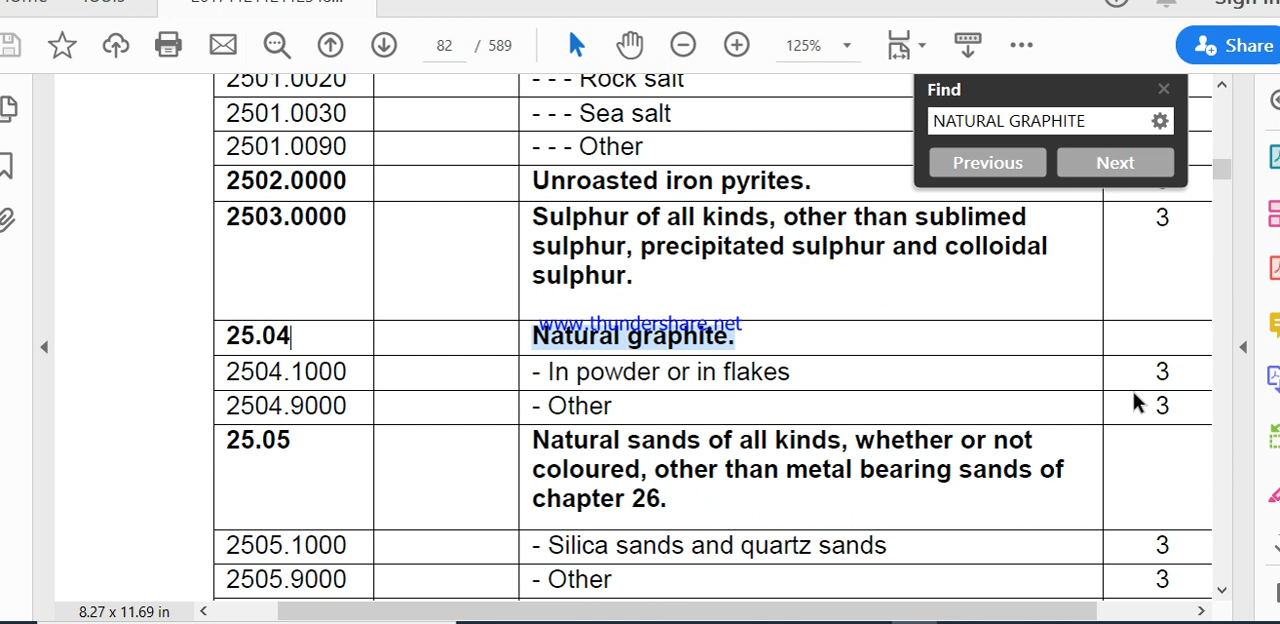 82 / 589
125%
Share
Find
NATURAL GRAPHITE
Previous
Next
2501.0020 - - - Rock salt
2501.0030 - - - Sea salt
2501.0090 - - - Other
2502.0000 Unroasted iron pyrites.
2503.0000 Sulphur of all kinds, other than sublimed 3
sulphur, precipitated sulphur and colloidal
sulphur.
www.thundershare.net
25.04 Natural graphite.
2504.1000 - In powder or in flakes 3
2504.9000 - Other 3
25.05 Natural sands of all kinds, whether or not
coloured, other than metal bearing sands of
chapter 26.
2505.1000 - Silica sands and quartz sands 3
2505.9000 - Other 3
8.27 x 11.69 in